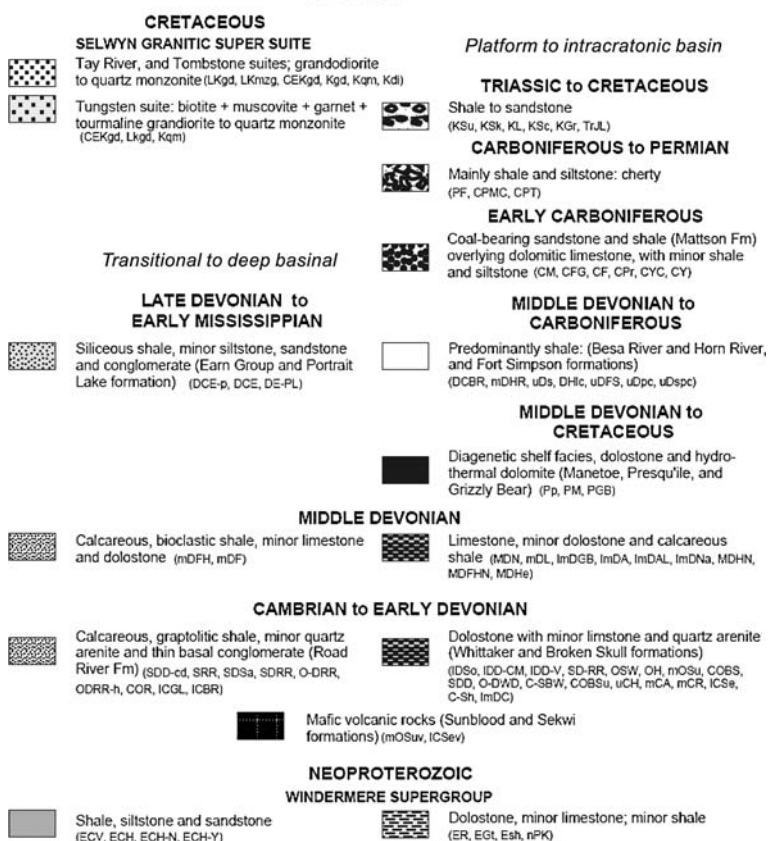 CRETACEOUS
SELWYN GRANITIC SUPER SUITE
Tay River, and Tombstone suites; grandodiorite
to quartz monzonite (LKgd, LKmzg, CEKgd, Kgd, Kqm, Kdi)
Tungsten suite: biotite + muscovite + garnet +
tourmaline grandiorite to quartz monzonite
(CEKgd, Lkgd, Kqm)
Platform to intracratonic basin
TRIASSIC to CRETACEOUS
Shale to sandstone
(KSu, KSk, KL, KSc, KGr, TrJL)
CARBONIFEROUS to PERMIAN
Mainly shale and siltstone: cherty
(PF, CPMC, CPT)
EARLY CARBONIFEROUS
Coal-bearing sandstone and shale (Mattson Fm)
overlying dolomitic limestone, with minor shale
and siltstone (CM, CFG, CF, CPr, CYC, CY)
Transitional to deep basinal
LATE DEVONIAN to
EARLY MISSISSIPPIAN
Siliceous shale, minor siltstone, sandstone
and conglomerate (Earn Group and Portrait
Lake formation) (DCE-p, DCE, DE-PL)
MIDDLE DEVONIAN to
CARBONIFEROUS
Predominantly shale: (Besa River and Horn River,
and Fort Simpson formations)
(DCBR, mDHR, uDs, DHlc, uDFS, uDpc, uDspc)
MIDDLE DEVONIAN to
CRETACEOUS
Diagenetic shelf facies, dolostone and hydro-
thermal dolomite (Manetoe, Presqu'ile, and
Grizzly Bear) (Pp, PM, PGB)
MIDDLE DEVONIAN
Calcareous, bioclastic shale, minor limestone
and dolostone (mDFH, mDF)
Limestone, minor dolostone and calcareous
shale (MDN, mDL, lmDGB, lmDA, lmDAL, lmDNa, MDHN,
MDFHN, MDHe)
CAMBRIAN to EARLY DEVONIAN
Calcareous, graptolitic shale, minor quartz
arenite and thin basal conglomerate (Road
River Fm) (SDD-cd, SRR, SDSa, SDRR, O-DRR,
ODRR-h, COR, ICGL, ICBR)
Dolostone with minor limstone and quartz arenite
(Whittaker and Broken Skull formations)
(IDSo, IDD-CM, IDD-V, SD-RR, OSW, OH, mOSu, COBS,
SDD, O-DWD, C-SBW, COBSu, uCH, mCA, mCR, ICSe,
C-Sh, lmDC)
Mafic volcanic rocks (Sunblood and Sekwi
formations) (mOSuv, ICSev)
NEOPROTEROZOIC
WINDERMERE SUPERGROUP
Shale, siltstone and sandstone
(ECV, ECH, ECH-N, ECH-Y)
Dolostone, minor limestone; minor shale
(ER, EGt, Esh, nPK)